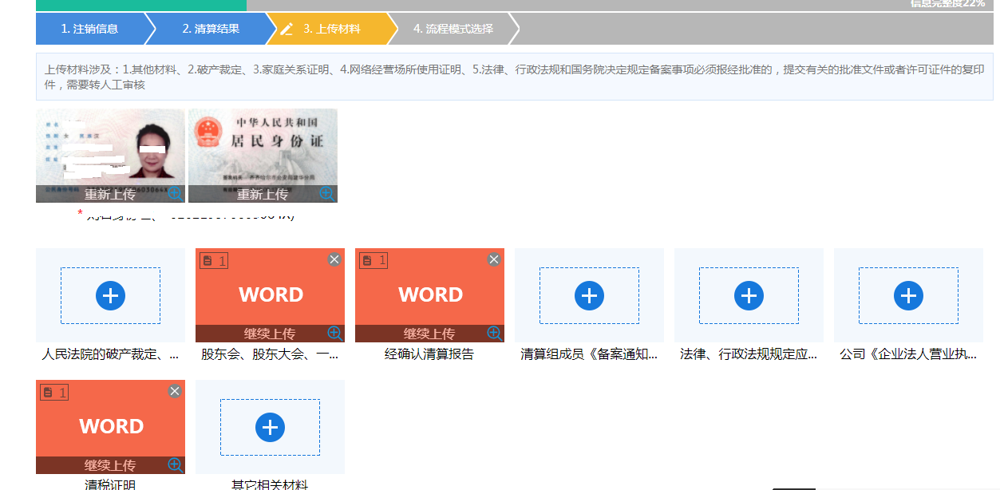 信息完整度22%
1. 注销信息
2. 清算结果
3. 上传材料
4. 流程模式选择
上传材料涉及：1.其他材料、2.破产裁定、3.家庭关系证明、4.网络经营场所使用证明、5.法律、行政法规和国务院决定规定备案事项必须报经批准的，提交有关的批准文件或者许可证件的复印
件，需要转人工审核
中华人民共和国
居民身份证
重新上传
重新上传
*
1
WORD
继续上传
1
WORD
继续上传
人民法院的破产裁定、...
股东会、股东大会、一...
经确认清算报告
清算组成员《备案通知...
法律、行政法规规定应...
公司《企业法人营业执...
1
WORD
继续上传
清税证明
其它相关材料